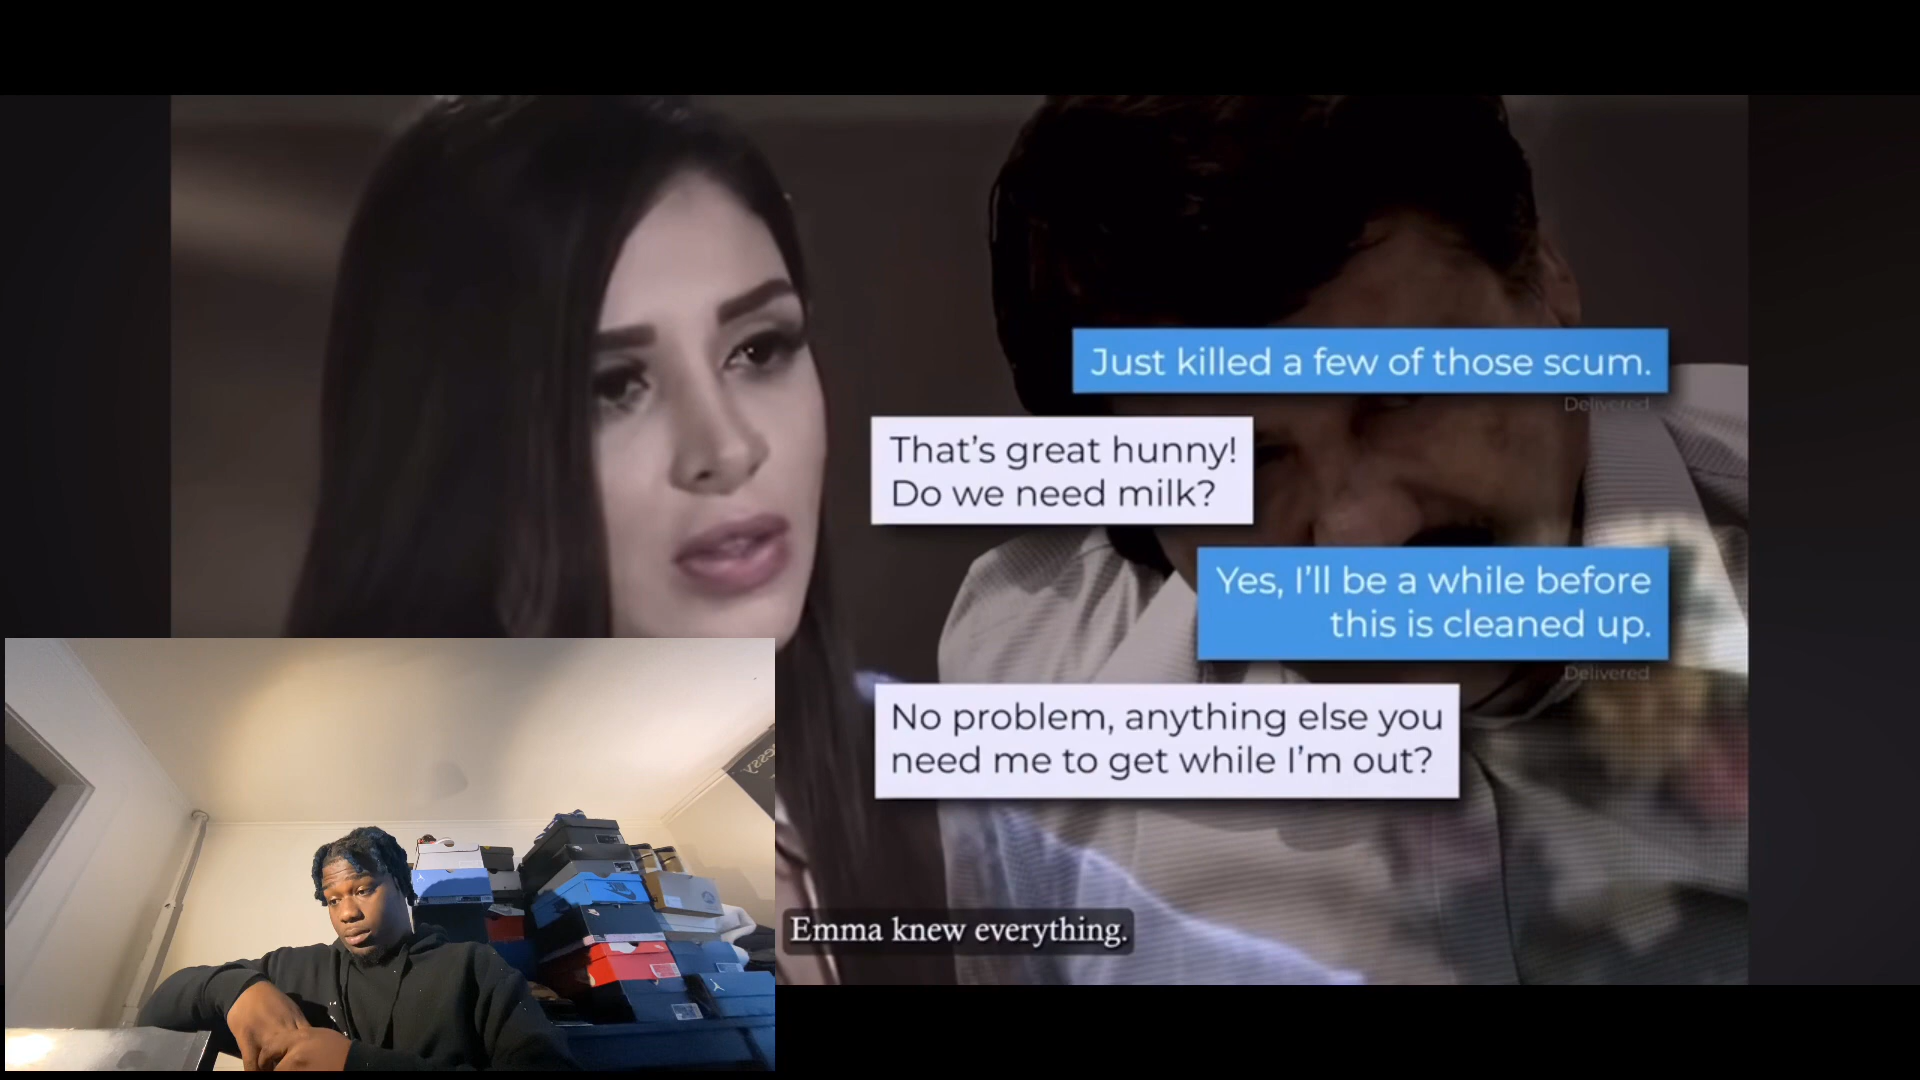 Just killed a few of those scum.
Delivered
That's great hunny!
Do we need milk?
Yes, I'll be a while before
this is cleaned up.
Delivered
No problem, anything else you
need me to get while I'm out?
Emma knew everything.